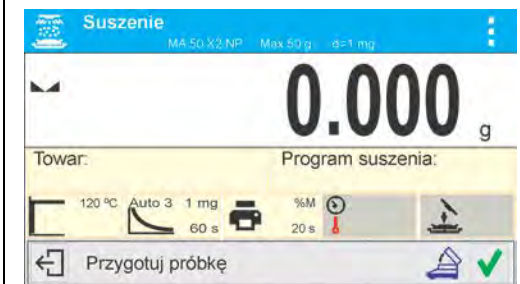 Suszenie
MA 50.X2.NP Max 50 g d=1 mg
0.000 g
Towar: Program suszenia:
120 °C Auto 3 1 mg %M
60 s 20 s
Przygotuj próbkę